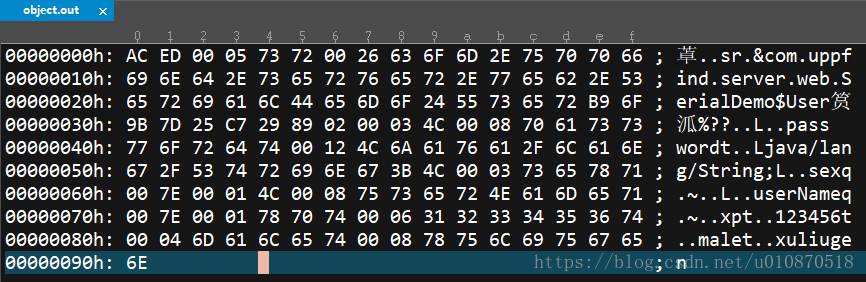 object.out ×
0 1 2 3 4 5 6 7 8 9 a b c d e f
00000000h: AC ED 00 05 73 72 00 26 63 6F 6D 2E 75 70 70 66 ; 茟..sr.&com.uppf
00000010h: 69 6E 64 2E 73 65 72 76 65 72 2E 77 65 62 2E 53 ; ind.server.web.S
00000020h: 65 72 69 61 6C 44 65 6D 6F 24 55 73 65 72 B9 6F ; erialDemo$User筼
00000030h: 9B 7D 25 C7 29 89 02 00 03 4C 00 08 70 61 73 73 ; 泒%??..L..pass
00000040h: 77 6F 72 64 74 00 12 4C 6A 61 76 61 2F 6C 61 6E ; wordt..Ljava/lan
00000050h: 67 2F 53 74 72 69 6E 67 3B 4C 00 03 73 65 78 71 ; g/String;L..sexq
00000060h: 00 7E 00 01 4C 00 08 75 73 65 72 4E 61 6D 65 71 ; .~..L..userNameq
00000070h: 00 7E 00 01 78 70 74 00 06 31 32 33 34 35 36 74 ; .~..xpt..123456t
00000080h: 00 04 6D 61 6C 65 74 00 08 78 75 6C 69 75 67 65 ; ..malet..xuliuge
00000090h: 6E ; n
https://blog.csdn.net/u010870518